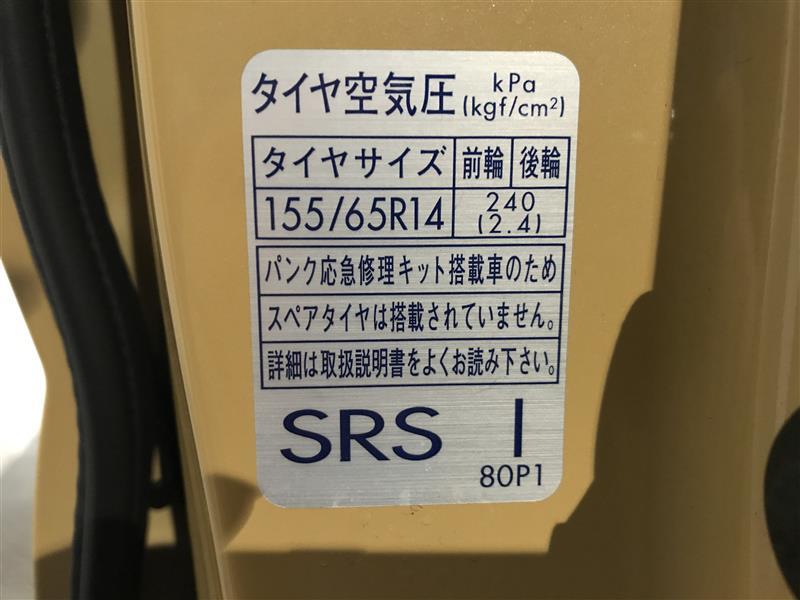 タイヤ空気圧 kPa
(kgf/cm²)
タイヤサイズ 前輪 後輪
155/65R14 240
(2.4)
パンク応急修理キット搭載車のため
スペアタイヤは搭載されていません。
詳細は取扱説明書をよくお読み下さい。
SRS I
80P1